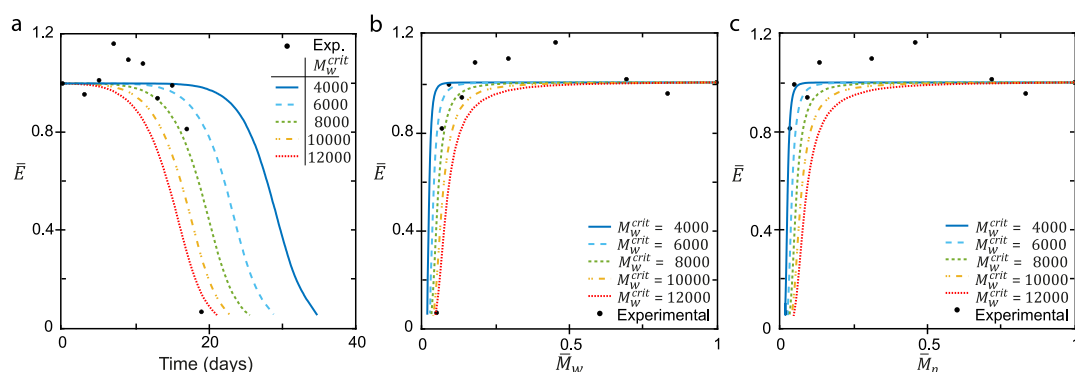 a
1.2
0.8
0.4
0
Ē
0
20
40
Time (days)
Exp.
M_w^crit
4000
6000
8000
10000
12000
b
1.2
0.8
0.4
0
Ē
0
0.5
1
M̄_w
M_w^crit = 4000
M_w^crit = 6000
M_w^crit = 8000
M_w^crit = 10000
M_w^crit = 12000
Experimental
c
1.2
0.8
0.4
0
Ē
0
0.5
1
M̄_n
M_w^crit = 4000
M_w^crit = 6000
M_w^crit = 8000
M_w^crit = 10000
M_w^crit = 12000
Experimental